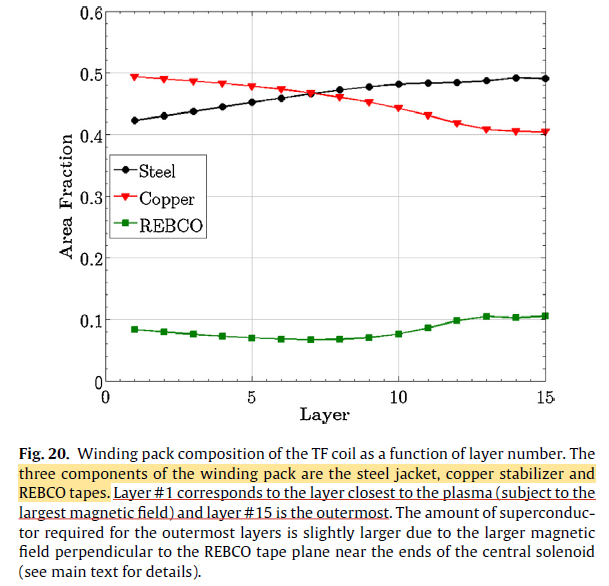 0.6
0.5
0.4
0.3
0.2
0.1
0
Area Fraction
Steel
Copper
REBCO
0 5 10 15
Layer
Fig. 20. Winding pack composition of the TF coil as a function of layer number. The
three components of the winding pack are the steel jacket, copper stabilizer and
REBCO tapes. Layer #1 corresponds to the layer closest to the plasma (subject to the
largest magnetic field) and layer #15 is the outermost. The amount of superconduc-
tor required for the outermost layers is slightly larger due to the larger magnetic
field perpendicular to the REBCO tape plane near the ends of the central solenoid
(see main text for details).